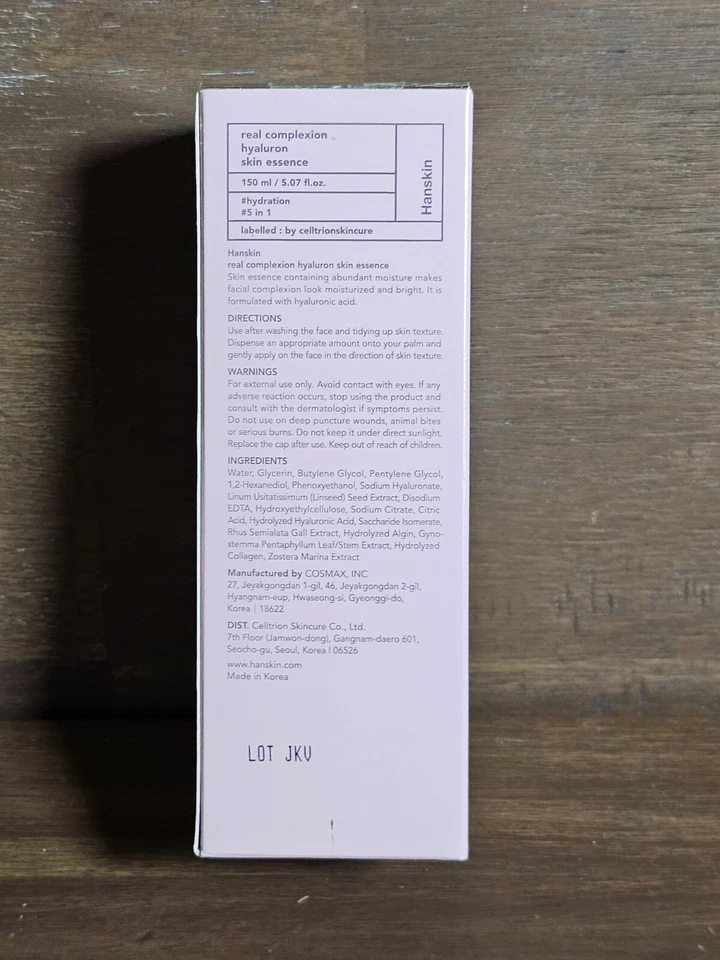 real complexion
hyaluron
skin essence
150 ml / 5.07 fl.oz.
#hydration
#5 in 1
Hanskin
labelled : by celltrionskincure
Hanskin
real complexion hyaluron skin essence
Skin essence containing abundant moisture makes
facial complexion look moisturized and bright. It is
formulated with hyaluronic acid.
DIRECTIONS
Use after washing the face and tidying up skin texture.
Dispense an appropriate amount onto your palm and
gently apply on the face in the direction of skin texture.
WARNINGS
For external use only. Avoid contact with eyes. If any
adverse reaction occurs, stop using the product and
consult with the dermatologist if symptoms persist.
Do not use on deep puncture wounds, animal bites
or serious burns. Do not keep it under direct sunlight.
Replace the cap after use. Keep out of reach of children.
INGREDIENTS
Water, Glycerin, Butylene Glycol, Pentylene Glycol,
1,2-Hexanediol, Phenoxyethanol, Sodium Hyaluronate,
Linum Usitatissimum (Linseed) Seed Extract, Disodium
EDTA, Hydroxyethylcellulose, Sodium Citrate, Citric
Acid, Hydrolyzed Hyaluronic Acid, Saccharide Isomerate,
Rhus Semialata Gall Extract, Hydrolyzed Algin, Gyno-
stemma Pentaphyllum Leaf/Stem Extract, Hydrolyzed
Collagen, Zostera Marina Extract
Manufactured by COSMAX, INC
27, Jeyakgongdan 1-gil, 46, Jeyakgongdan 2-gil,
Hyangnam-eup, Hwaseong-si, Gyeonggi-do,
Korea | 18622
DIST. Celltrion Skincure Co., Ltd.
7th Floor (Jamwon-dong), Gangnam-daero 601,
Seocho-gu, Seoul, Korea | 06526
www.hanskin.com
Made in Korea
LOT JKV